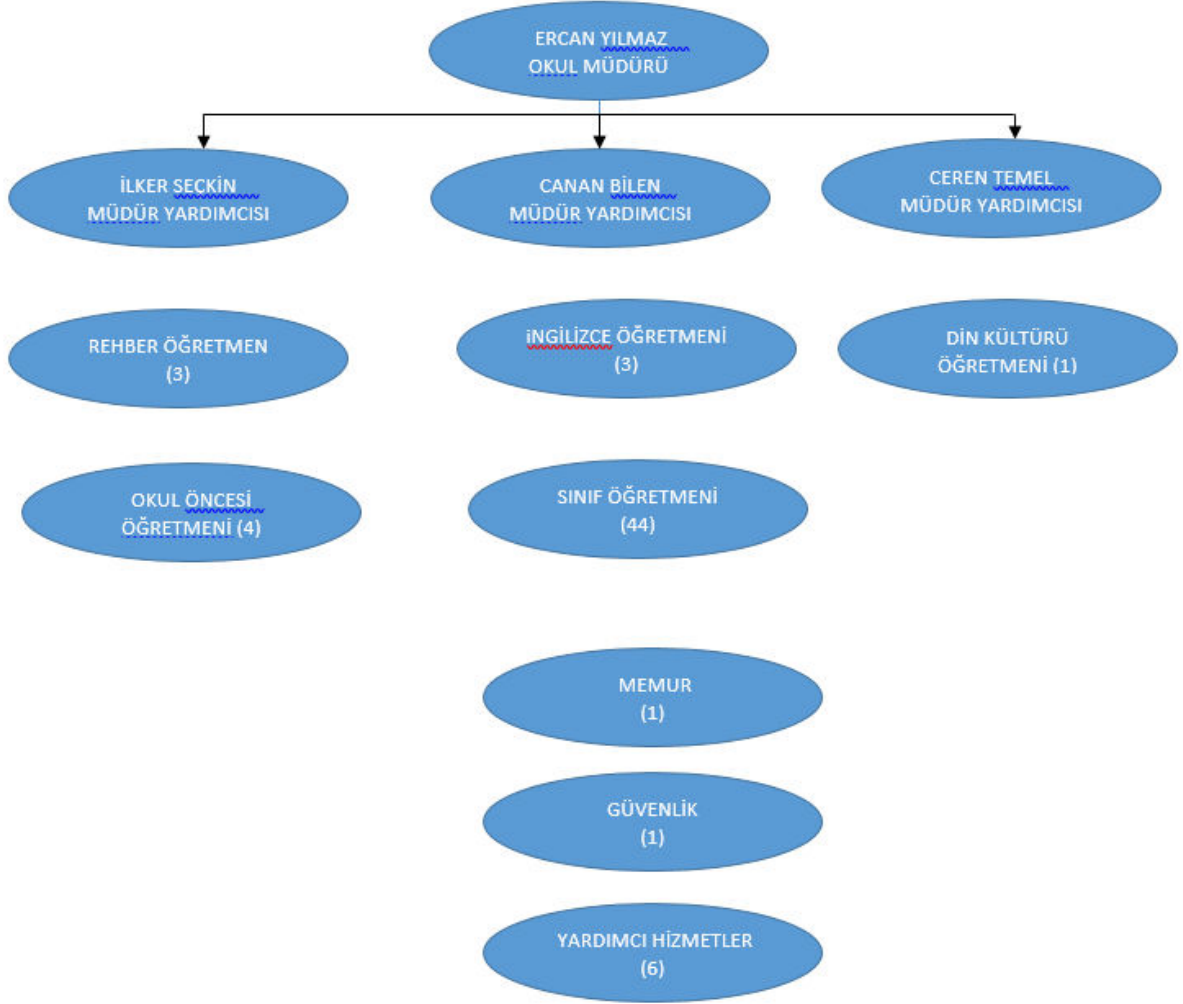 ERCAN YILMAZ
OKUL MÜDÜRÜ
İLKER SEÇKİN
MÜDÜR YARDIMCISI
CANAN BİLEN
MÜDÜR YARDIMCISI
CEREN TEMEL
MÜDÜR YARDIMCISI
REHBER ÖĞRETMEN
(3)
iNGİLİZCE ÖĞRETMENİ
(3)
DİN KÜLTÜRÜ
ÖĞRETMENİ (1)
OKUL ÖNCESİ
ÖĞRETMENİ (4)
SINIF ÖĞRETMENİ
(44)
MEMUR
(1)
GÜVENLİK
(1)
YARDIMCI HİZMETLER
(6)